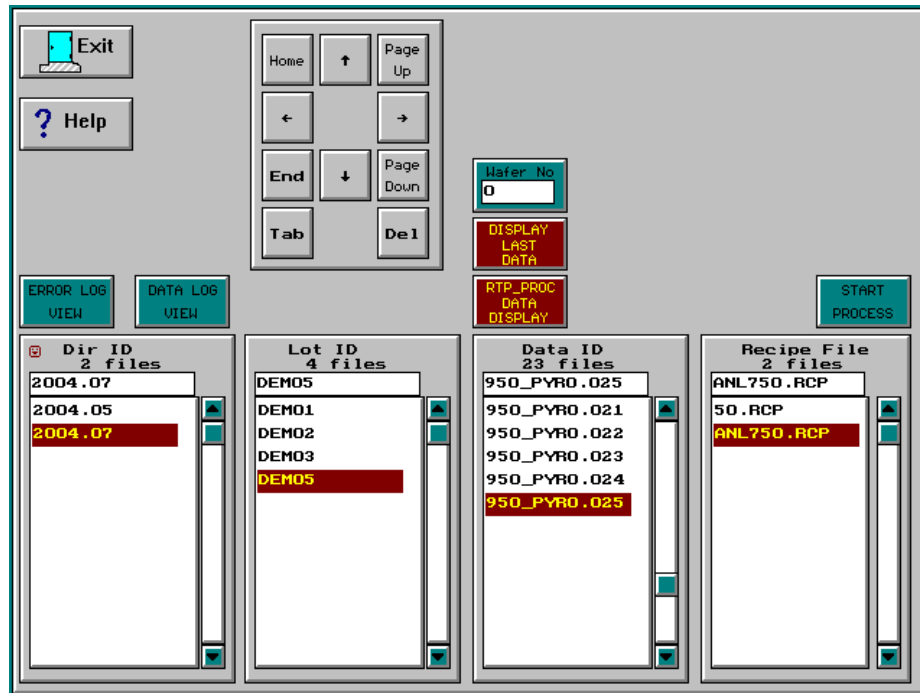 Exit
? Help
Home
Page
Up
End
Page
Down
Tab
Del
Wafer No
0
DISPLAY
LAST
DATA
RTP_PROC
DATA
DISPLAY
ERROR LOG
VIEW
DATA LOG
VIEW
START
PROCESS
Dir ID
2 files
2004.07
2004.05
2004.07
Lot ID
4 files
DEMO5
DEMO1
DEMO2
DEMO3
DEMO5
Data ID
23 files
950_PYRO.025
950_PYRO.021
950_PYRO.022
950_PYRO.023
950_PYRO.024
950_PYRO.025
Recipe File
2 files
ANL750.RCP
50.RCP
ANL750.RCP